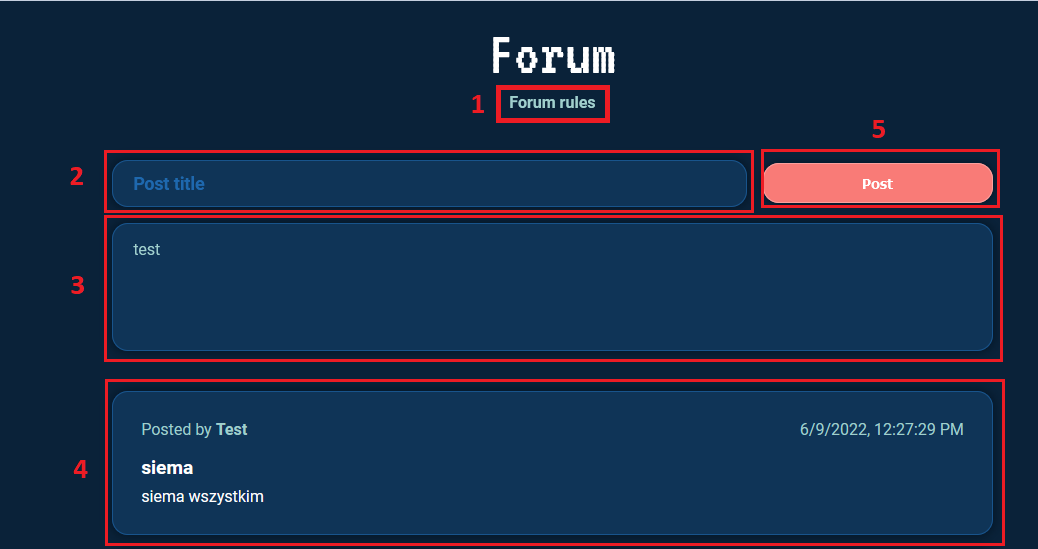 Forum
1 Forum rules
5
2 Post title Post
3 test
4 Posted by Test 6/9/2022, 12:27:29 PM
siema
siema wszystkim